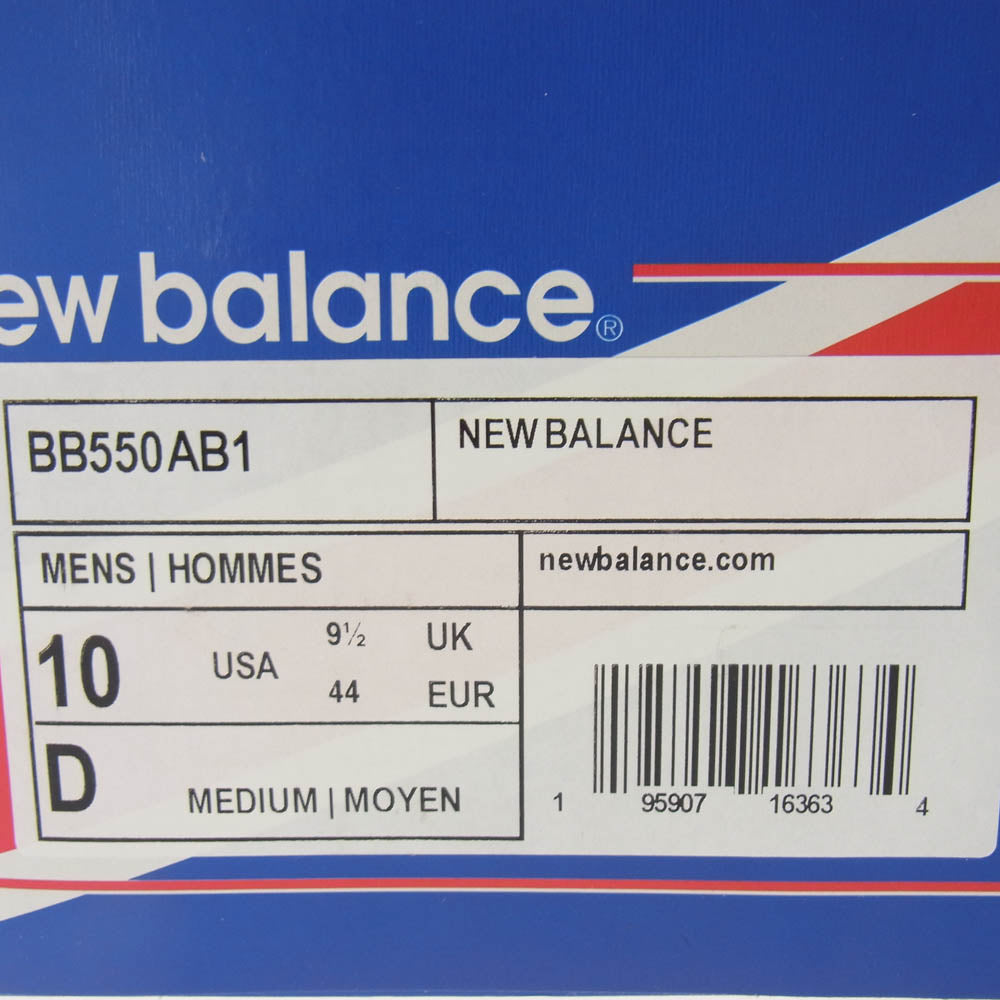 ew balance®
BB550AB1
NEW BALANCE
MENS | HOMMES
newbalance.com
10 USA 9½ UK
44 EUR
D MEDIUM | MOYEN
1 95907 16363 4